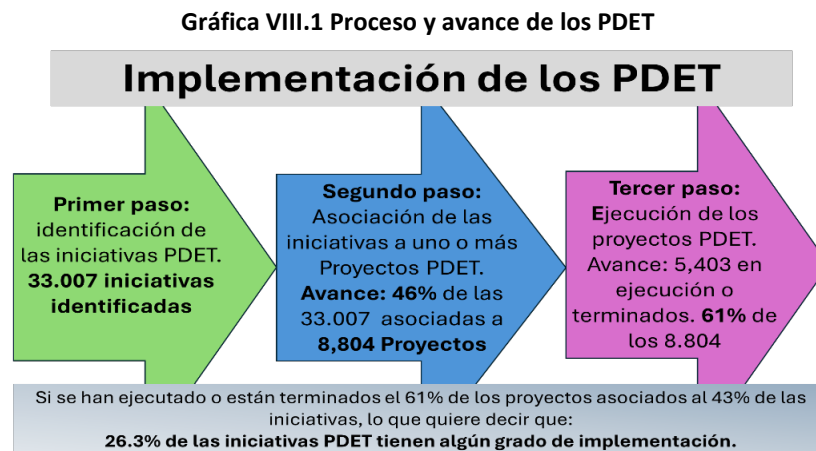 Gráfica VIII.1 Proceso y avance de los PDET
Implementación de los PDET
Primer paso:
identificación de
las iniciativas PDET.
33.007 iniciativas
identificadas
Segundo paso:
Asociación de las
iniciativas a uno o más
Proyectos PDET.
Avance: 46% de las
33.007 asociadas a
8,804 Proyectos
Tercer paso:
Ejecución de los
proyectos PDET.
Avance: 5,403 en
ejecución o
terminados. 61% de
los 8.804
Si se han ejecutado o están terminados el 61% de los proyectos asociados al 43% de las
iniciativas, lo que quiere decir que:
26.3% de las iniciativas PDET tienen algún grado de implementación.